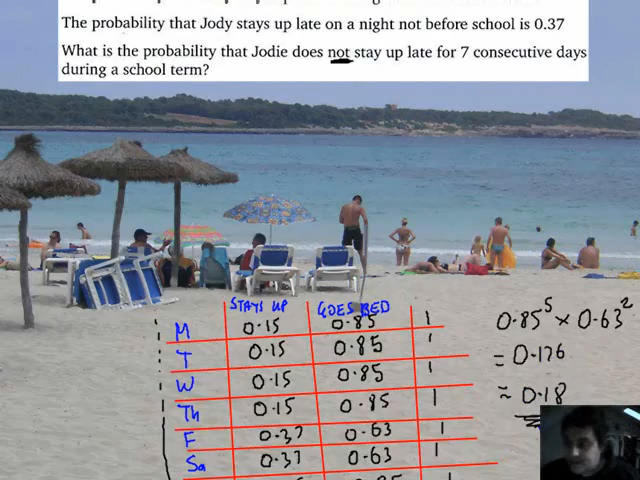 The probability that Jody stays up late on a night not before school is 0.37
What is the probability that Jodie does not stay up late for 7 consecutive days
during a school term?
STAYS UP GOES BED
M 0.15 0.85 1
T 0.15 0.85 1
W 0.15 0.85 1
Th 0.15 0.85 1
F 0.37 0.63 1
Sa 0.37 0.63 1
0.85⁵ × 0.63²
= 0.176
= 0.18